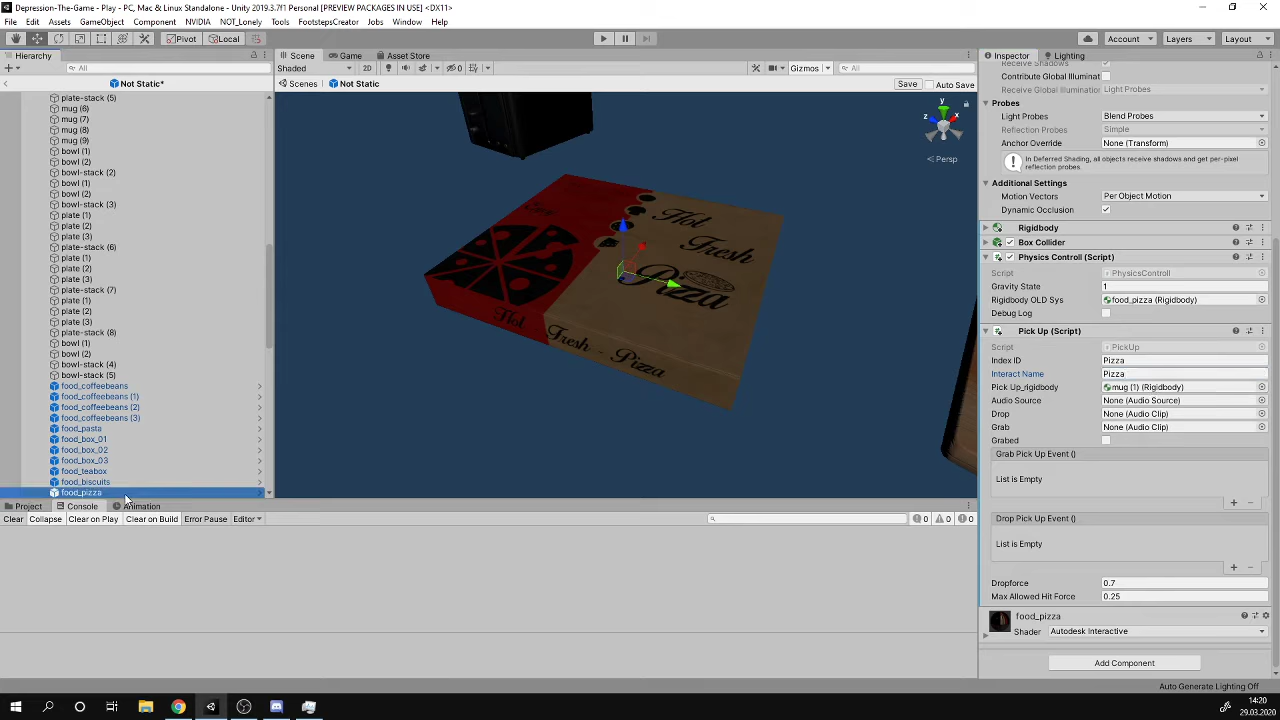 Depression-The-Game - Play - PC, Mac & Linux Standalone - Unity 2019.3.7f1 Personal [PREVIEW PACKAGES IN USE] <DX11>
File Edit Assets GameObject Component NVIDIA NOT_Lonely Tools FootstepsCreator Jobs Window Help
Pivot Local Account Layers Layout
Hierarchy
All
Not Static*
plate-stack (5)
mug (6)
mug (7)
mug (8)
mug (9)
bowl (1)
bowl (2)
bowl-stack (2)
bowl (1)
bowl (2)
bowl-stack (3)
plate (1)
plate (2)
plate (3)
plate-stack (6)
plate (1)
plate (2)
plate (3)
plate-stack (7)
plate (1)
plate (2)
plate (3)
plate-stack (8)
bowl (1)
bowl (2)
bowl-stack (4)
bowl-stack (5)
food_coffeebeans
food_coffeebeans (1)
food_coffeebeans (2)
food_coffeebeans (3)
food_pasta
food_box_01
food_box_02
food_box_03
food_teabox
food_biscuits
food_pizza
Scene Game Asset Store
Shaded 2D 0 Gizmos All
Scenes Not Static Save Auto Save
y
z x
Persp
Hot
Fresh
Pizza
Hot
Fresh - Pizza
Inspector Lighting
Receive Shadows
Contribute Global Illuminat
Receive Global Illumination Light Probes
Probes
Light Probes Blend Probes
Reflection Probes Simple
Anchor Override None (Transform)
In Deferred Shading, all objects receive shadows and get per-pixel
reflection probes.
Additional Settings
Motion Vectors Per Object Motion
Dynamic Occlusion
Rigidbody
Box Collider
Physics Controll (Script)
Script PhysicsControll
Gravity State 1
Rigidbody OLD Sys food_pizza (Rigidbody)
Debug Log
Pick Up (Script)
Script PickUp
Index ID Pizza
Interact Name Pizza
Pick Up_rigidbody mug (1) (Rigidbody)
Audio Source None (Audio Source)
Drop None (Audio Clip)
Grab None (Audio Clip)
Grabed
Grab Pick Up Event ()
List is Empty
Drop Pick Up Event ()
List is Empty
Dropforce 0.7
Max Allowed Hit Force 0.25
food_pizza
Shader Autodesk Interactive
Add Component
Project Console Animation
Clear Collapse Clear on Play Clear on Build Error Pause Editor 0 0 0
Auto Generate Lighting Off
14:20
29.03.2020